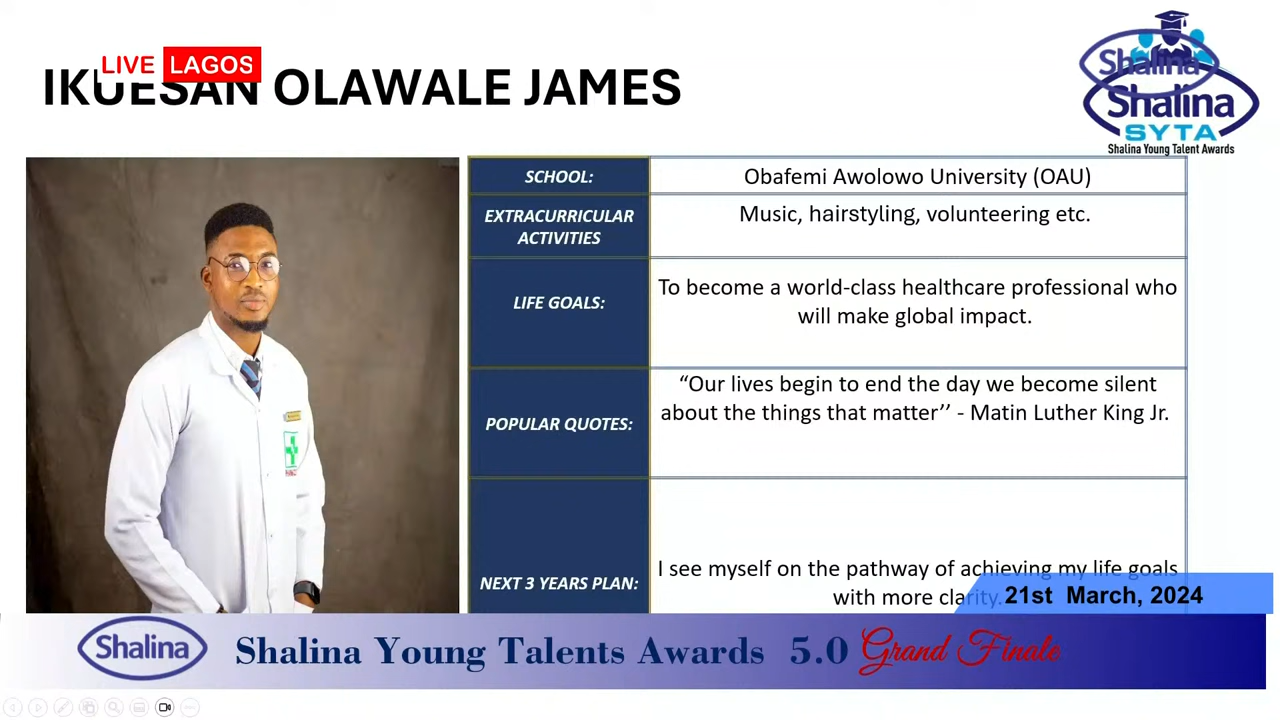 LIVE LAGOS
IKUESAN OLAWALE JAMES
Shalina
Shalina
SYTA
Shalina Young Talent Awards
SCHOOL:
Obafemi Awolowo University (OAU)
EXTRACURRICULAR
ACTIVITIES
Music, hairstyling, volunteering etc.
LIFE GOALS:
To become a world-class healthcare professional who
will make global impact.
POPULAR QUOTES:
“Our lives begin to end the day we become silent
about the things that matter’’ - Matin Luther King Jr.
NEXT 3 YEARS PLAN:
I see myself on the pathway of achieving my life goals
with more clarity.
21st March, 2024
Shalina
Shalina Young Talents Awards 5.0 Grand Finale